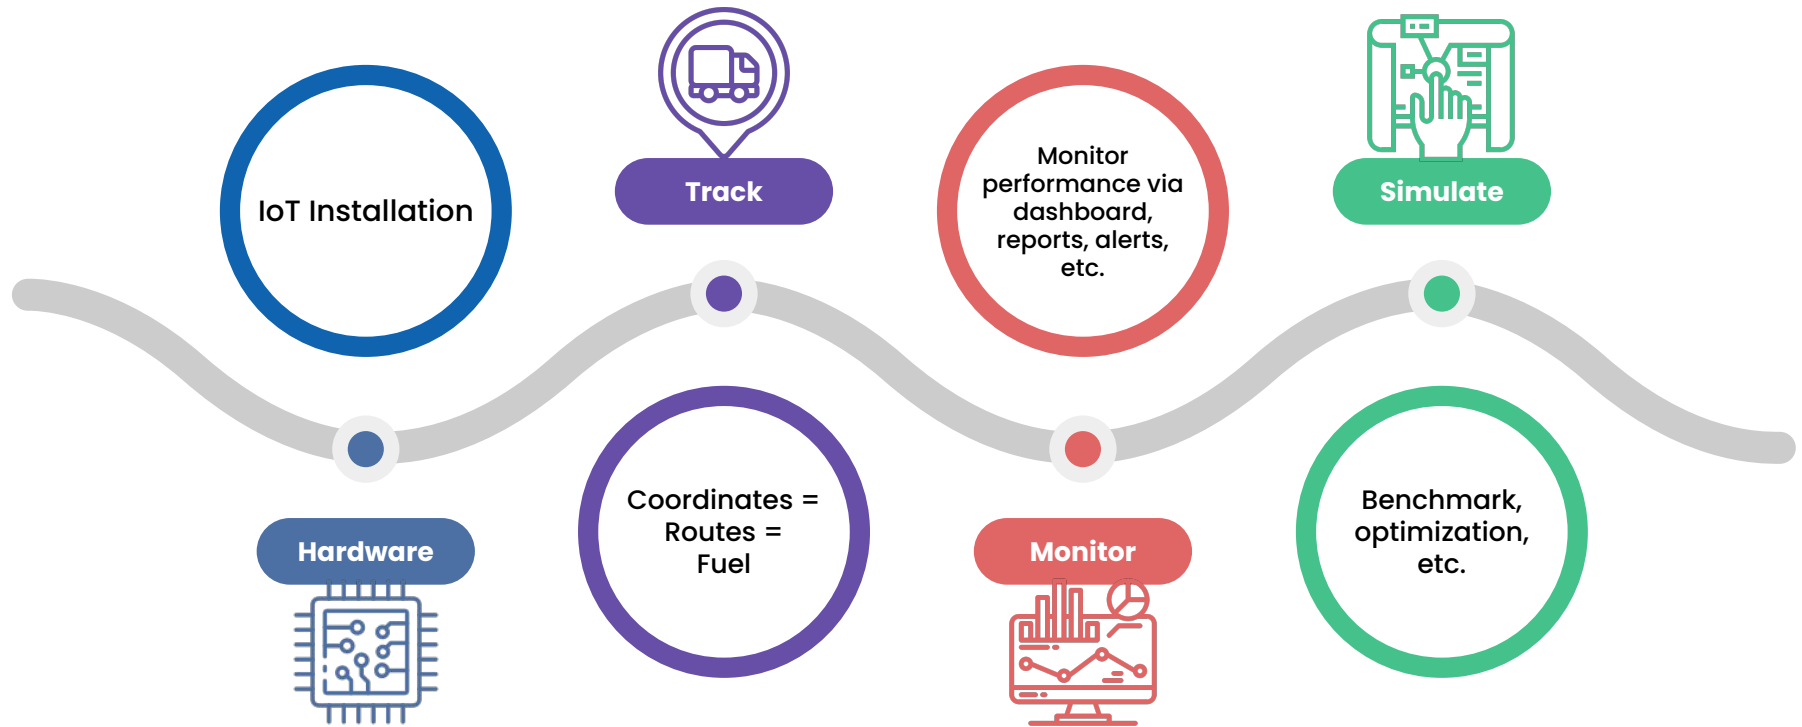 IoT Installation
Hardware
Track
Coordinates =
Routes =
Fuel
Monitor
performance via
dashboard,
reports, alerts,
etc.
Monitor
Simulate
Benchmark,
optimization,
etc.